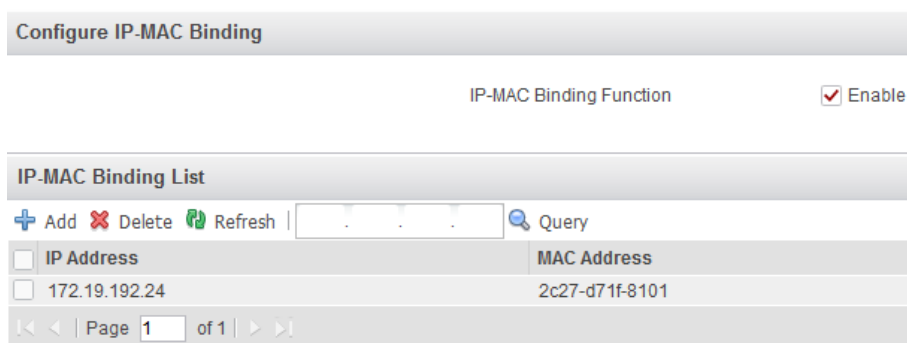 Configure IP-MAC Binding
IP-MAC Binding Function Enable
IP-MAC Binding List
Add Delete Refresh | . . . Query
IP Address MAC Address
172.19.192.24 2c27-d71f-8101
Page 1 of 1